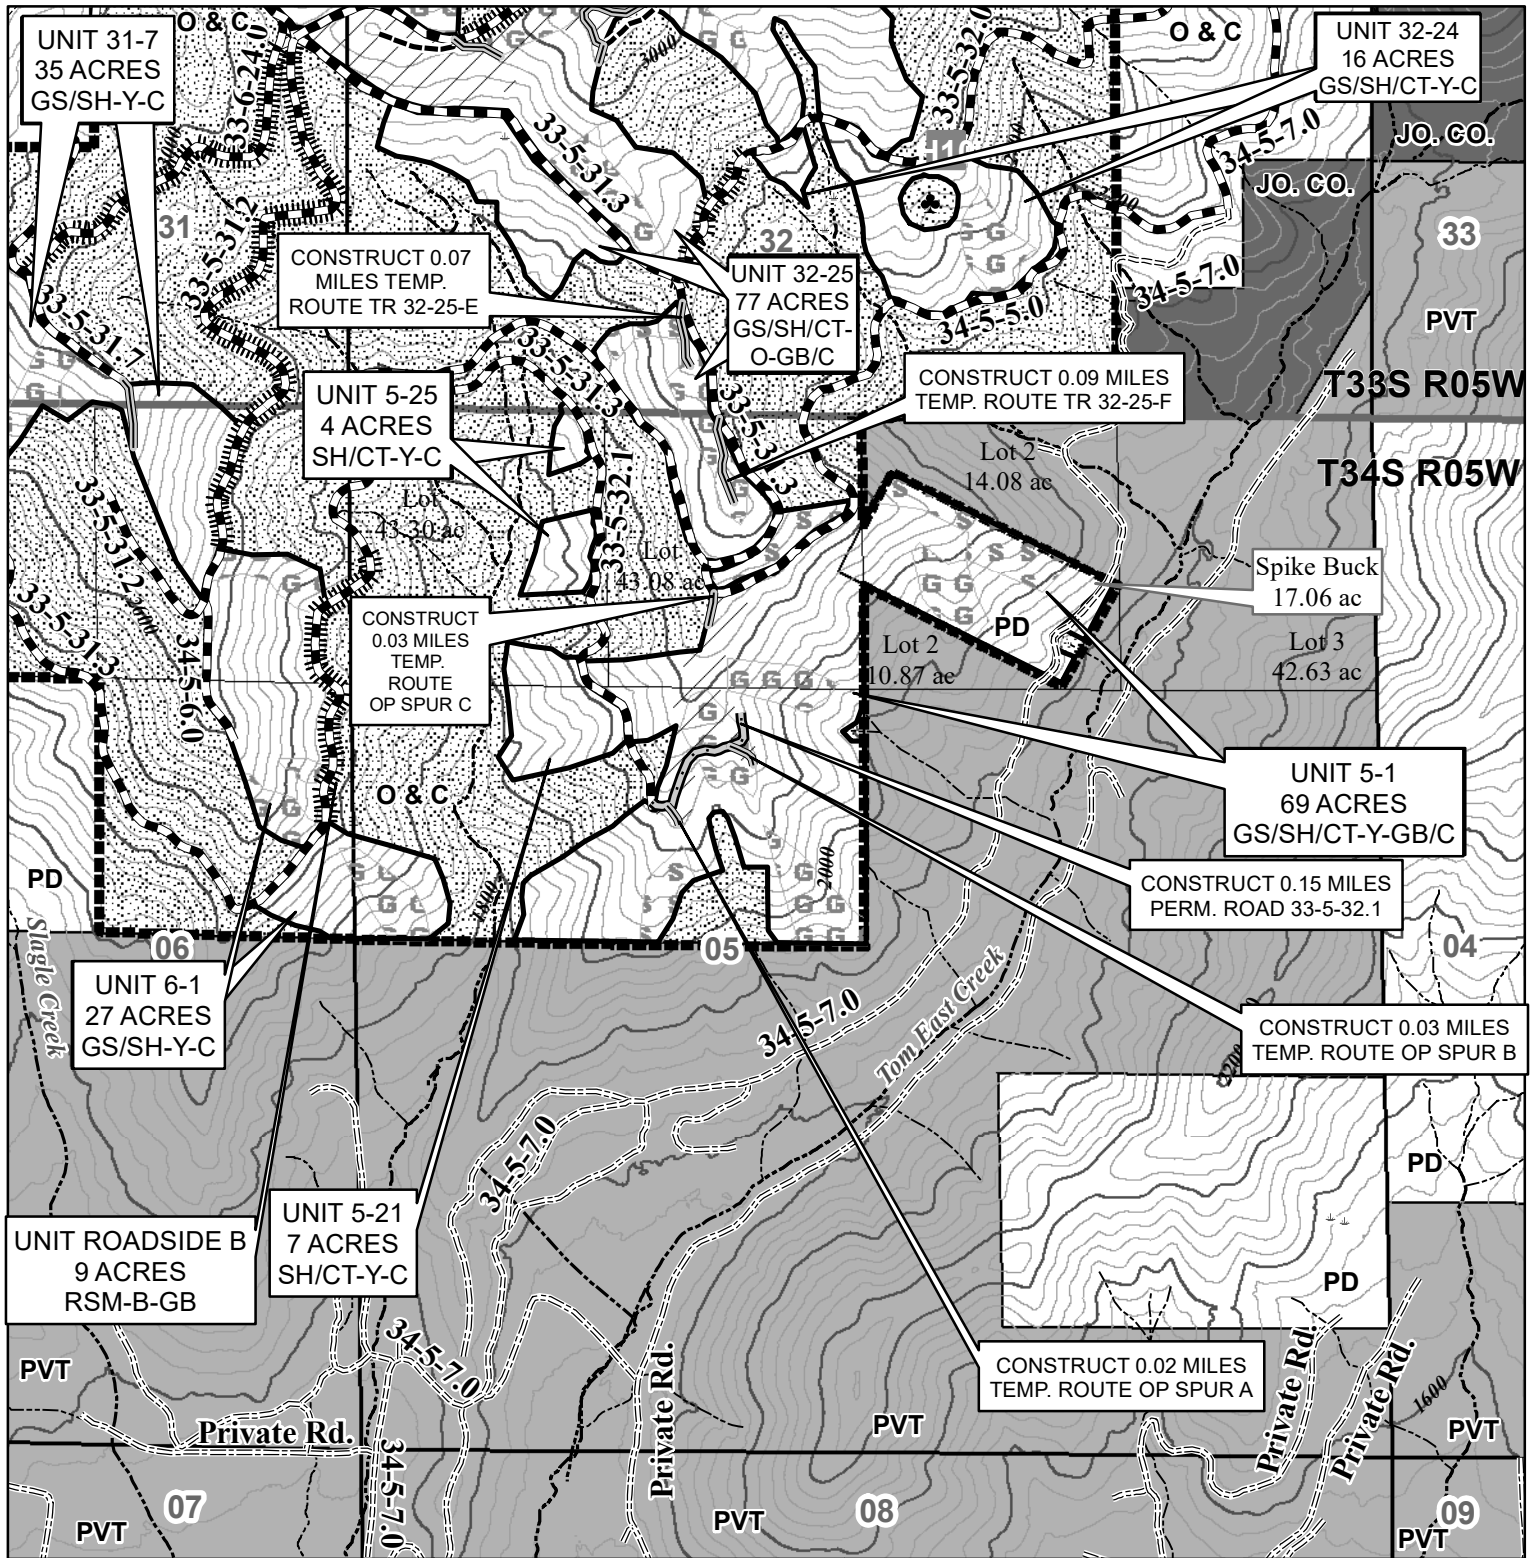 UNIT 31-7
35 ACRES
GS/SH-Y-C
O & C
33-6-24.0
3000
33-5-32.0
O & C
UNIT 32-24
16 ACRES
GS/SH/CT-Y-C
JO. CO.
34-5-7.0
JO. CO.
33-5-31.3
31
33-5-31.2
32
33
CONSTRUCT 0.07
MILES TEMP.
ROUTE TR 32-25-E
UNIT 32-25
77 ACRES
GS/SH/CT-
O-GB/C
34-5-7.0
34-5-5.0
PVT
33-5-31.7
33-5-31.3
CONSTRUCT 0.09 MILES
TEMP. ROUTE TR 32-25-F
T33S R05W
UNIT 5-25
4 ACRES
SH/CT-Y-C
Lot 2
14.08 ac
T34S R05W
33-5-31.2
Lot
43.30 ac
33-5-32.1
Lot
43.08 ac
Spike Buck
17.06 ac
33-5-31.3
CONSTRUCT
0.03 MILES
TEMP.
ROUTE
OP SPUR C
PD
Lot 2
10.87 ac
Lot 3
42.63 ac
34-5-6.0
O & C
UNIT 5-1
69 ACRES
GS/SH/CT-Y-GB/C
PD
1800
2000
CONSTRUCT 0.15 MILES
PERM. ROAD 33-5-32.1
Slagle Creek
06
05
04
UNIT 6-1
27 ACRES
GS/SH-Y-C
34-5-7.0
Tom East Creek
CONSTRUCT 0.03 MILES
TEMP. ROUTE OP SPUR B
34-5-7.0
PD
UNIT ROADSIDE B
9 ACRES
RSM-B-GB
UNIT 5-21
7 ACRES
SH/CT-Y-C
PD
34-5-7.0
Private Rd.
CONSTRUCT 0.02 MILES
TEMP. ROUTE OP SPUR A
Private Rd.
Private Rd.
1600
PVT
Private Rd.
PVT
PVT
34-5-7.0
07
PVT
PVT
08
09
PVT